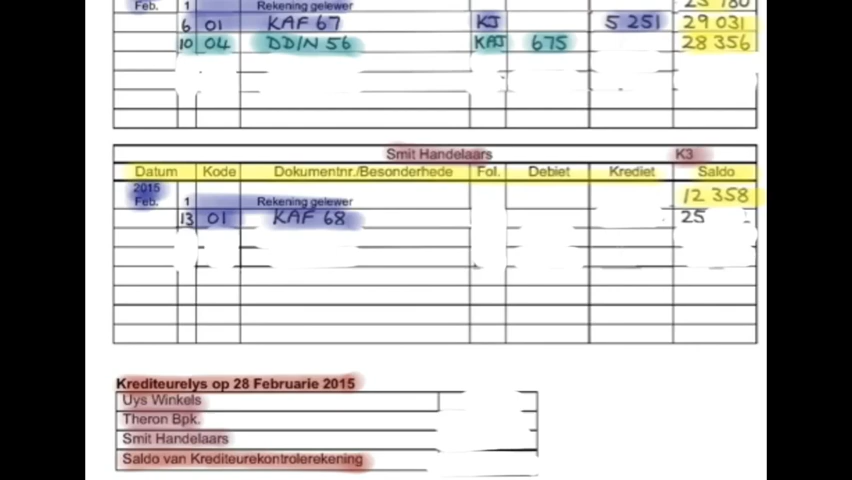 Feb. 1 Rekening gelewer 23 780
6 01 KAF 67 KJ 5 251 29 031
10 04 DD/N 56 KAJ 675 28 356
Smit Handelaars K3
Datum Kode Dokumentnr./Besonderhede Fol. Debiet Krediet Saldo
2015
Feb. 1 Rekening gelewer 12 358
13 01 KAF 68 25
Krediteurelys op 28 Februarie 2015
Uys Winkels
Theron Bpk.
Smit Handelaars
Saldo van Krediteurekontrolerekening